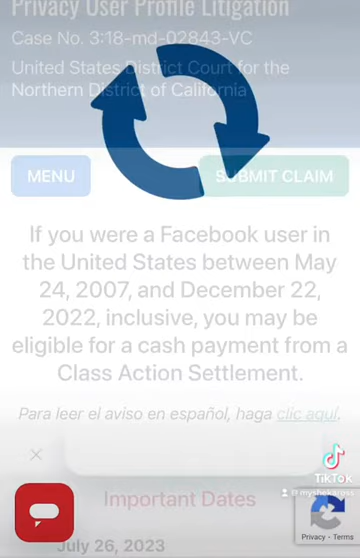 Privacy User Profile Litigation
Case No. 3:18-md-02843-VC
United States District Court for the
Northern District of California
MENU
SUBMIT CLAIM
If you were a Facebook user in
the United States between May
24, 2007, and December 22,
2022, inclusive, you may be
eligible for a cash payment from a
Class Action Settlement.
Para leer el aviso en español, haga clic aquí.
TikTok
@myshekaross
Important Dates
Privacy - Terms
July 26, 2023